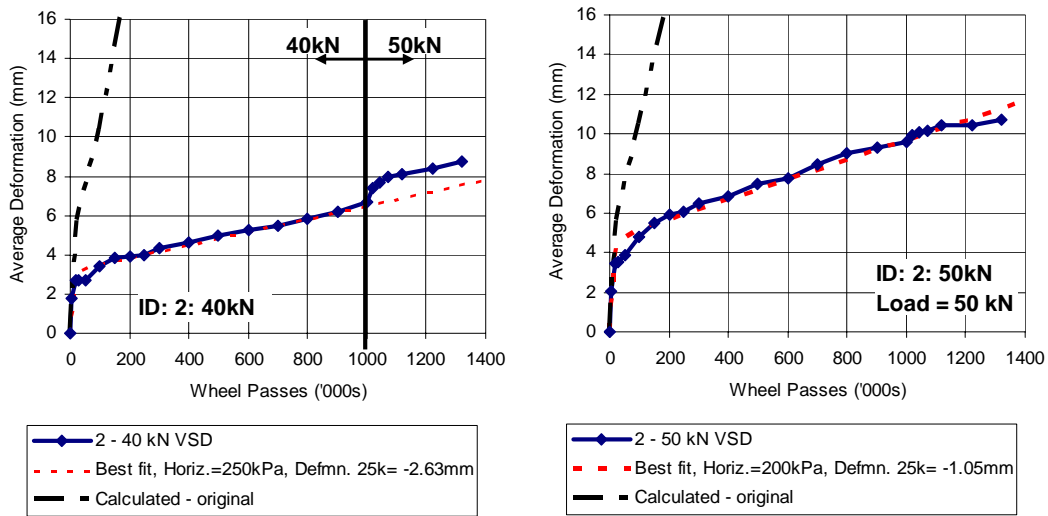 16
14
12
10
8
6
4
2
0
0 200 400 600 800 1000 1200 1400
Average Deformation (mm)
Wheel Passes ('000s)
40kN 50kN
ID: 2: 40kN
2 - 40 kN VSD
Best fit, Horiz.=250kPa, Defmn. 25k= -2.63mm
Calculated - original
16
14
12
10
8
6
4
2
0
0 200 400 600 800 1000 1200 1400
Average Deformation (mm)
Wheel Passes ('000s)
ID: 2: 50kN
Load = 50 kN
2 - 50 kN VSD
Best fit, Horiz.=200kPa, Defmn. 25k= -1.05mm
Calculated - original